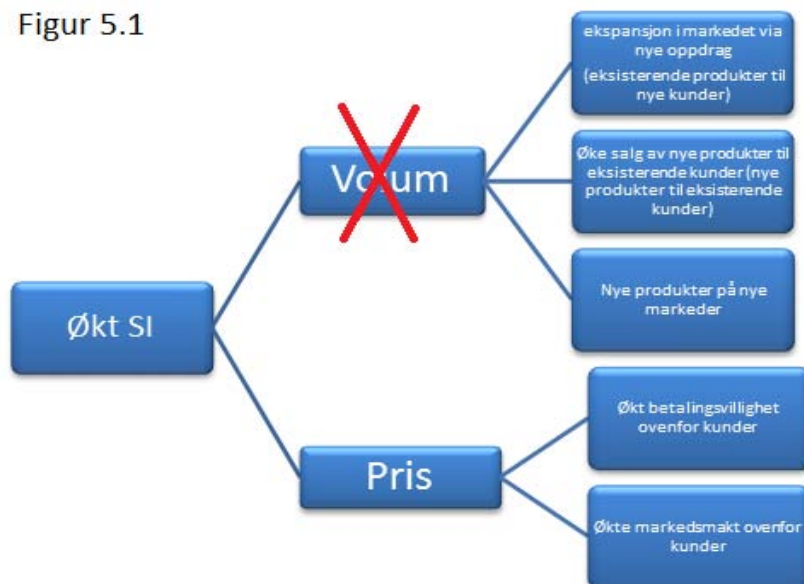 Figur 5.1
ekspansjon i markedet via
nye oppdrag
(eksisterende produkter til
nye kunder)
Volum
Øke salg av nye produkter til
eksisterende kunder (nye
produkter til eksisterende
kunder)
Nye produkter på nye
markeder
Økt SI
Økt betalingsvillighet
ovenfor kunder
Pris
Økte markedsmakt ovenfor
kunder